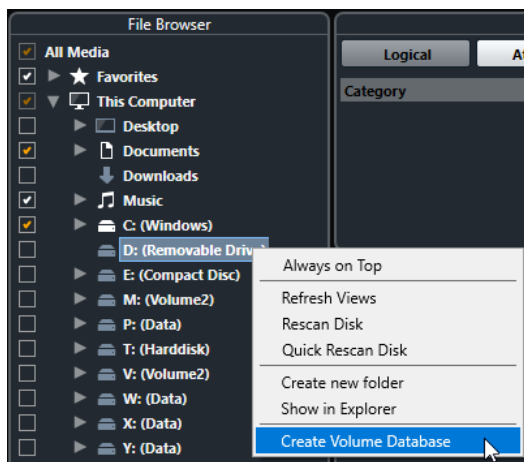 File Browser
All Media
Favorites
This Computer
Desktop
Documents
Downloads
Music
C: (Windows)
D: (Removable Drive)
E: (Compact Disc)
M: (Volume2)
P: (Data)
T: (Harddisk)
V: (Volume2)
W: (Data)
X: (Data)
Y: (Data)
Logical
Category
Always on Top
Refresh Views
Rescan Disk
Quick Rescan Disk
Create new folder
Show in Explorer
Create Volume Database